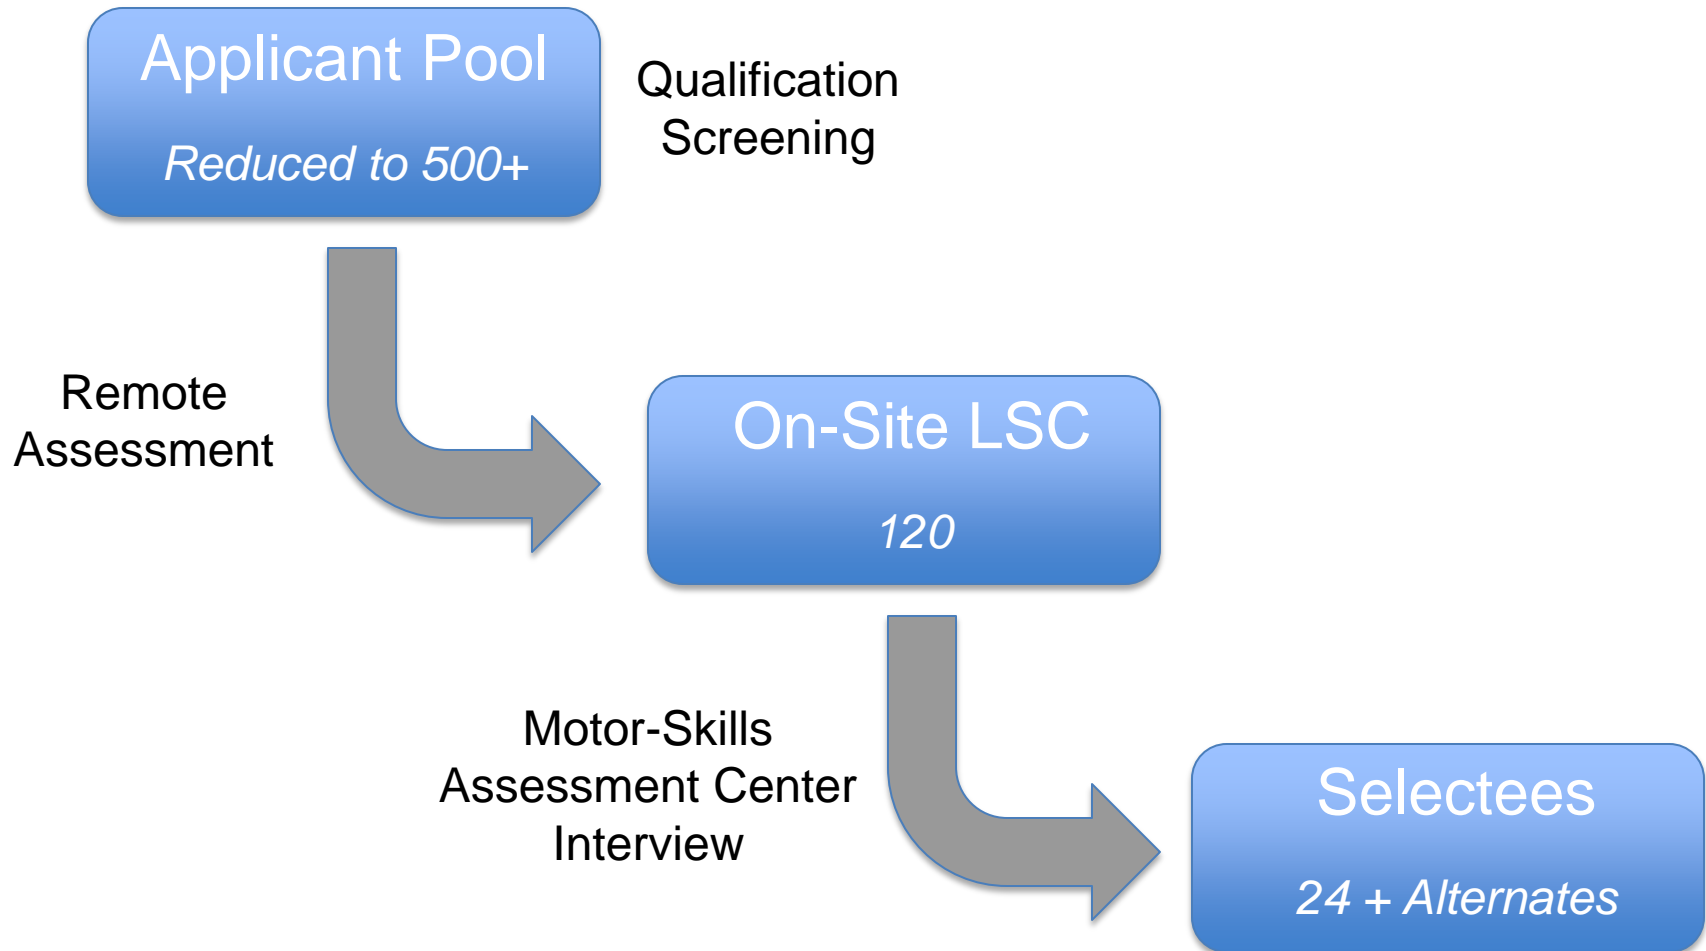 Applicant Pool
Reduced to 500+
Qualification
Screening
Remote
Assessment
On-Site LSC
120
Motor-Skills
Assessment Center
Interview
Selectees
24 + Alternates